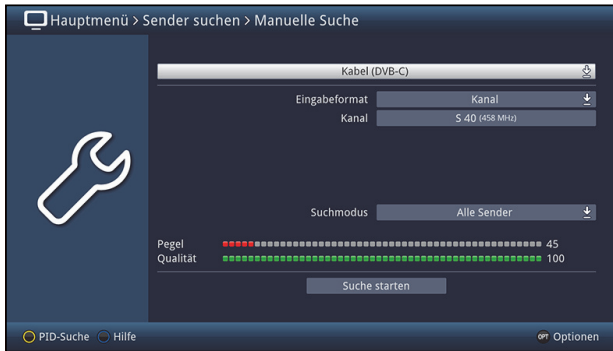 Hauptmenü > Sender suchen > Manuelle Suche
Kabel (DVB-C)
Eingabeformat Kanal
Kanal S 40 (458 MHz)
Suchmodus Alle Sender
Pegel 45
Qualität 100
Suche starten
PID-Suche Hilfe OPT Optionen